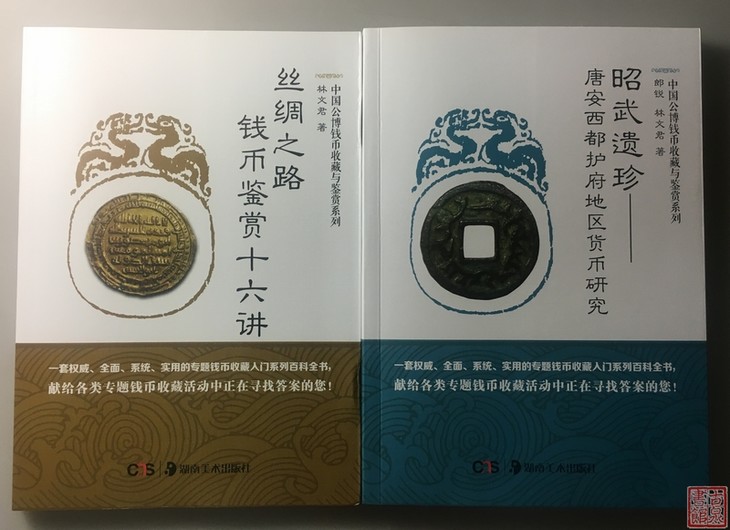 中国公博钱币收藏与鉴赏系列
林文君 著
丝绸之路
钱币鉴赏十六讲
一套权威、全面、系统、实用的专题钱币收藏入门系列百科全书，
献给各类专题钱币收藏活动中正在寻找答案的您！
CTS
湖南美术出版社
中国公博钱币收藏与鉴赏系列
郎锐 林文君 著
昭武遗珍——
唐安西都护府地区货币研究
一套权威、全面、系统、实用的专题钱币收藏入门系列百科全书，
献给各类专题钱币收藏活动中正在寻找答案的您！
CTS
湖南美术出版社